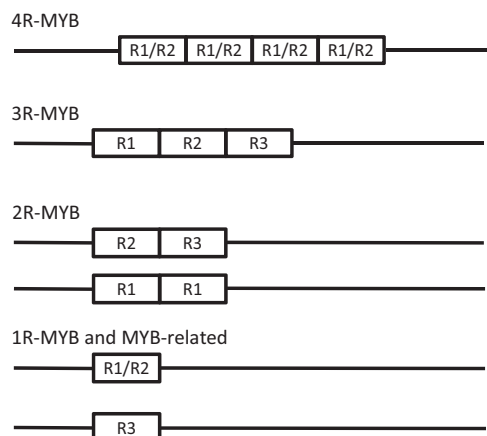 4R-MYB
R1/R2 R1/R2 R1/R2 R1/R2
3R-MYB
R1 R2 R3
2R-MYB
R2 R3
R1 R1
1R-MYB and MYB-related
R1/R2
R3